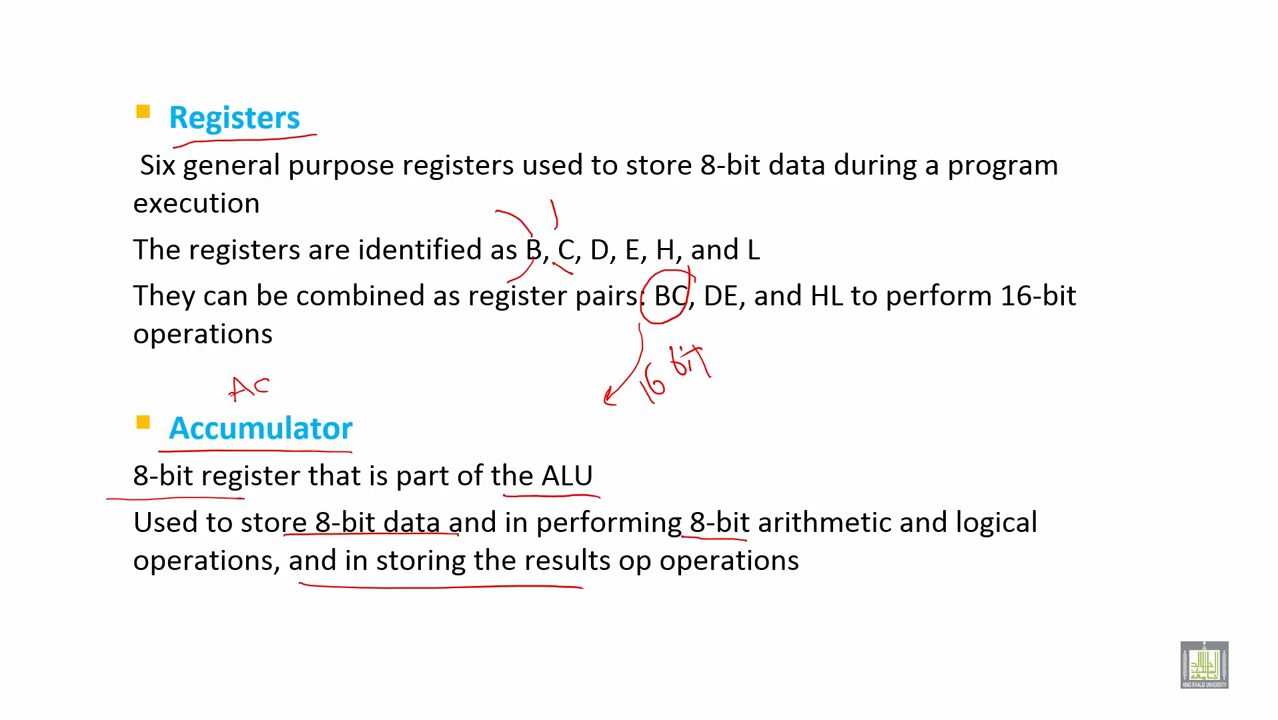 Registers
Six general purpose registers used to store 8-bit data during a program
execution
The registers are identified as B, C, D, E, H, and L
They can be combined as register pairs: BC, DE, and HL to perform 16-bit
operations
16 bit
AC
Accumulator
8-bit register that is part of the ALU
Used to store 8-bit data and in performing 8-bit arithmetic and logical
operations, and in storing the results op operations
KING KHALID UNIVERSITY